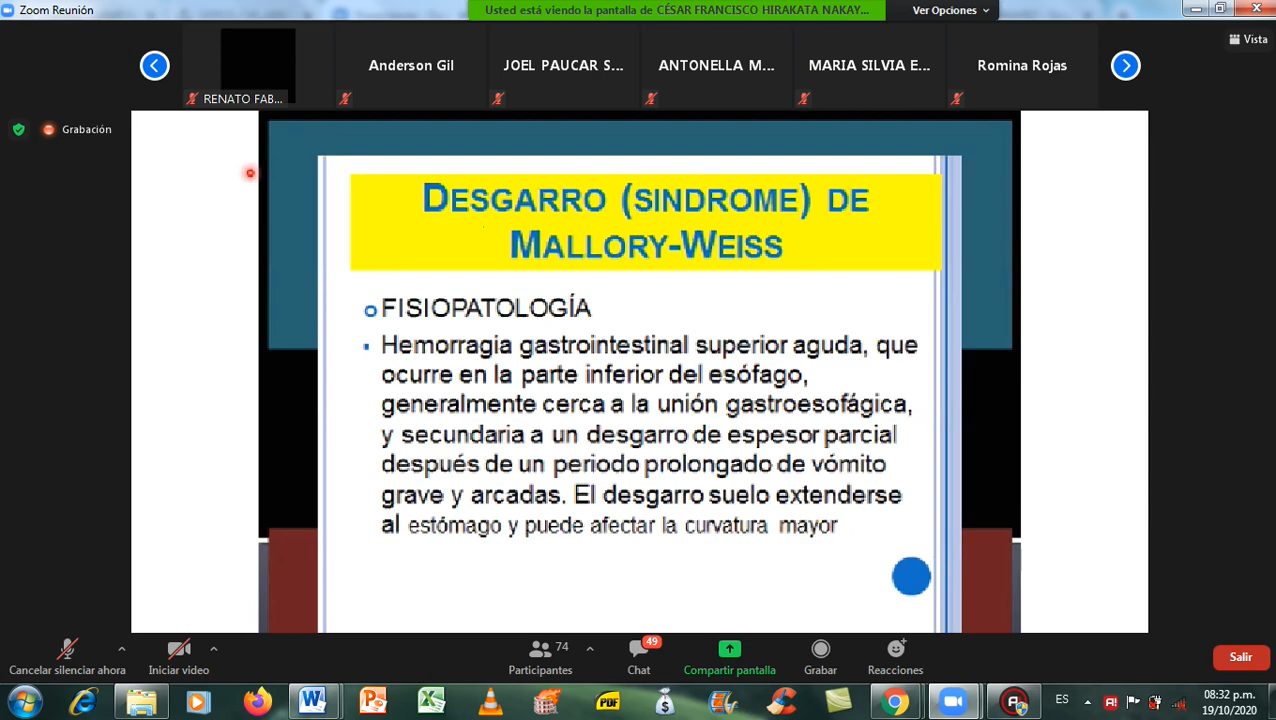 Zoom Reunión
Usted está viendo la pantalla de CÉSAR FRANCISCO HIRAKATA NAKAY...
Ver Opciones
Vista
RENATO FAB...
Anderson Gil
JOEL PAUCAR S...
ANTONELLA M...
MARIA SILVIA E...
Romina Rojas
Grabación
DESGARRO (SINDROME) DE
MALLORY-WEISS
FISIOPATOLOGÍA
Hemorragia gastrointestinal superior aguda, que
ocurre en la parte inferior del esófago,
generalmente cerca a la unión gastroesofágica,
y secundaria a un desgarro de espesor parcial
después de un periodo prolongado de vómito
grave y arcadas. El desgarro suelo extenderse
al estómago y puede afectar la curvatura mayor
Cancelar silenciar ahora
Iniciar video
74
Participantes
49
Chat
Compartir pantalla
Grabar
Reacciones
Salir
PDF
ES
08:32 p.m.
19/10/2020